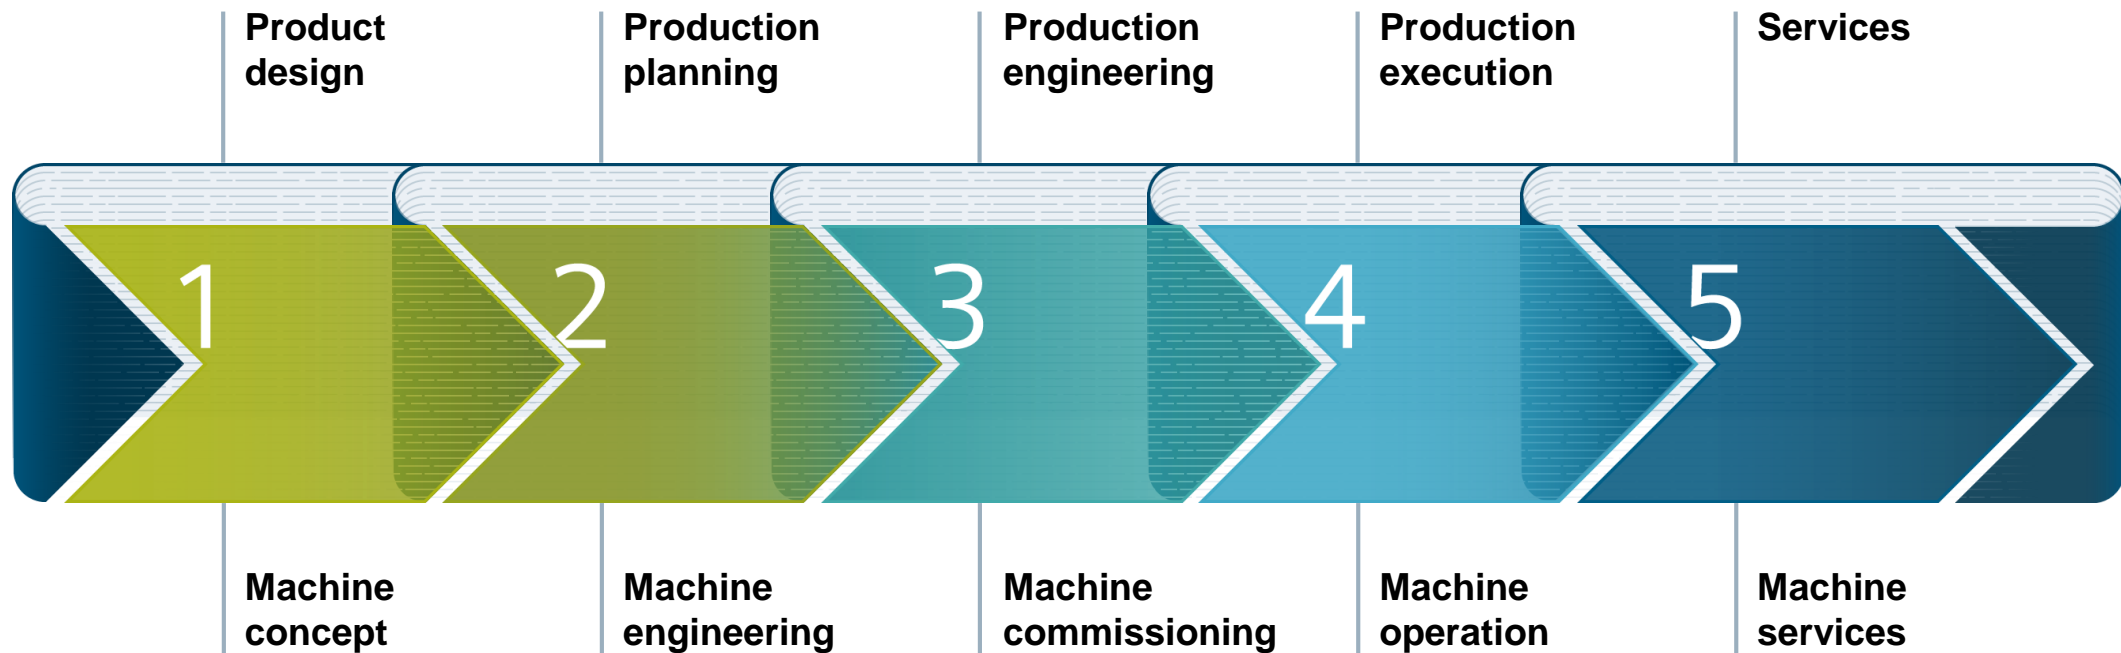 Product
design
Production
planning
Production
engineering
Production
execution
Services
1
2
3
4
5
Machine
concept
Machine
engineering
Machine
commissioning
Machine
operation
Machine
services